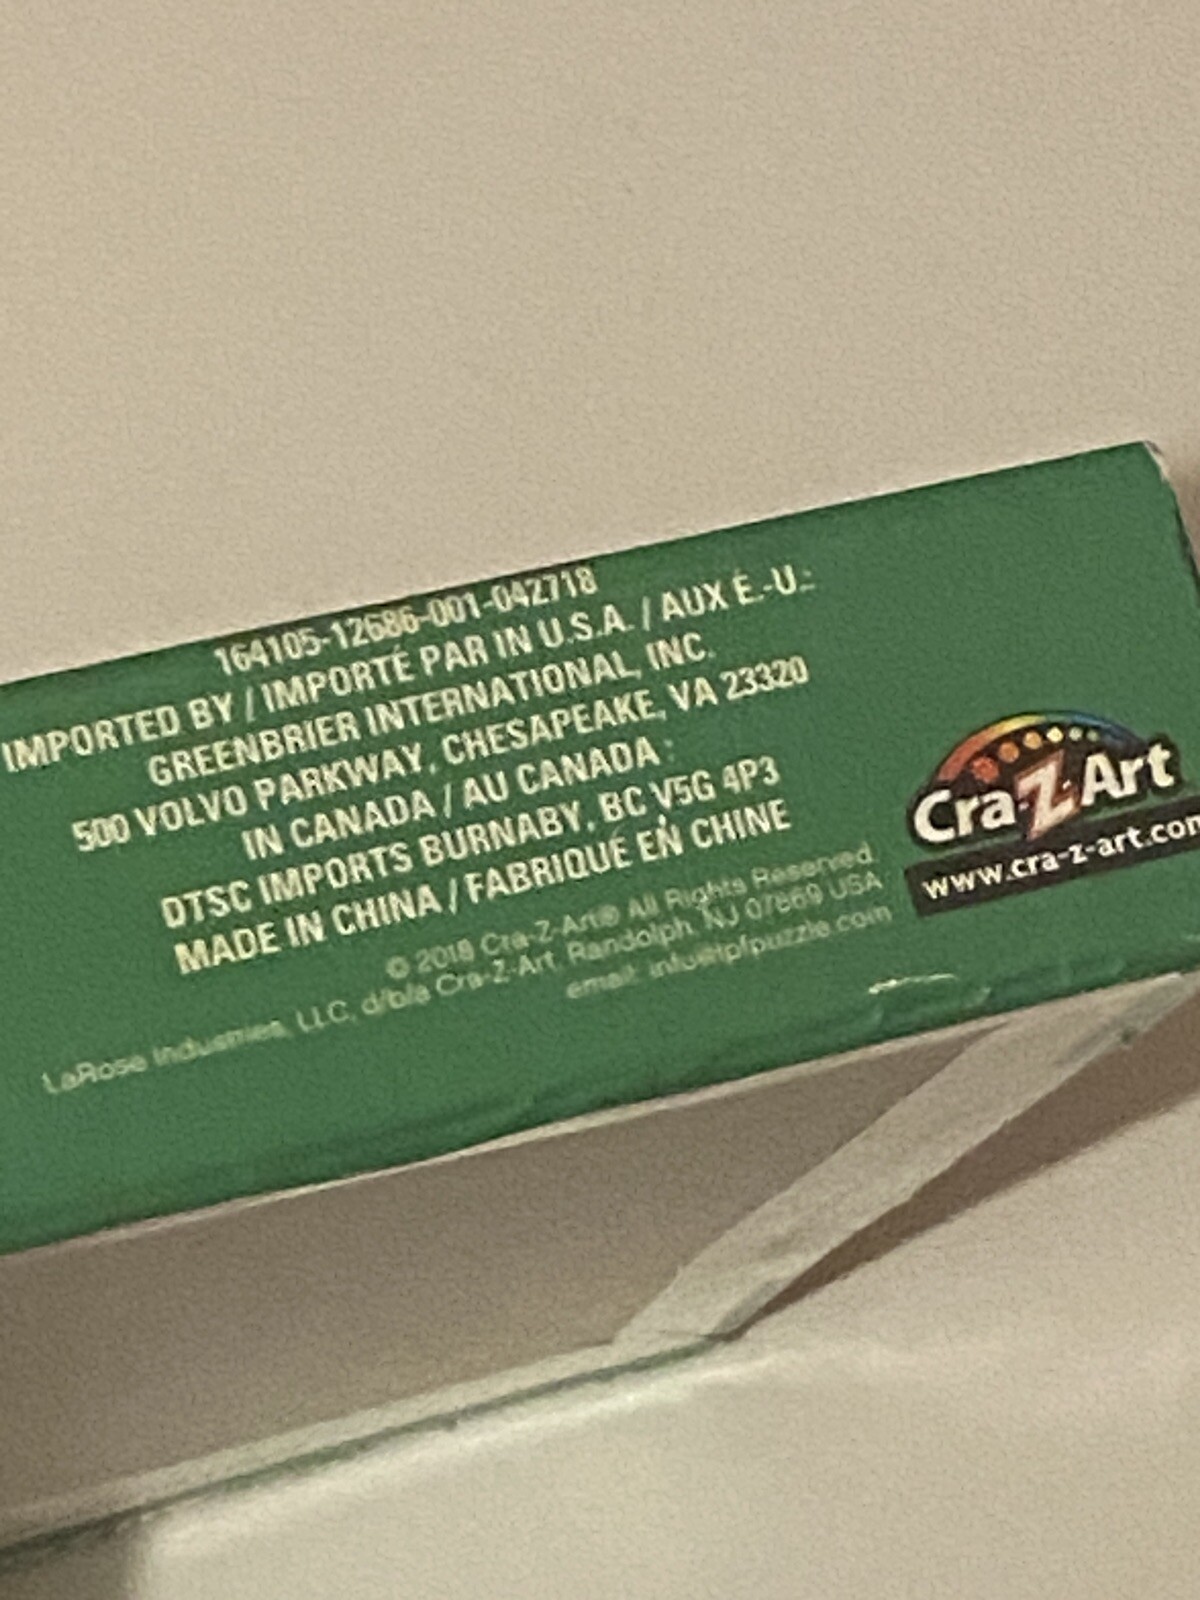 164105-12686-001-042718
IMPORTED BY / IMPORTÉ PAR IN U.S.A. / AUX É.-U.:
GREENBRIER INTERNATIONAL, INC.
500 VOLVO PARKWAY, CHESAPEAKE, VA 23320
IN CANADA / AU CANADA :
DTSC IMPORTS BURNABY, BC V5G 4P3
MADE IN CHINA / FABRIQUÉ EN CHINE
© 2018 Cra-Z-Art® All Rights Reserved
LaRose Industries, LLC, d/b/a Cra-Z-Art, Randolph, NJ 07869 USA
email: info@lpfpuzzle.com
Cra-Z-Art
www.cra-z-art.com